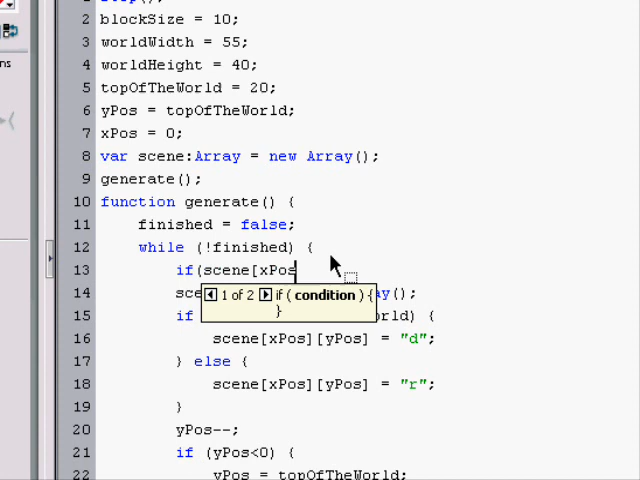 2 blockSize = 10;
3 worldWidth = 55;
4 worldHeight = 40;
5 topOfTheWorld = 20;
6 yPos = topOfTheWorld;
7 xPos = 0;
8 var scene:Array = new Array();
9 generate();
10 function generate() {
11 finished = false;
12 while (!finished) {
13 if(scene[xPos
1 of 2 if ( condition ) {
}
14 sce ay();
15 if orld) {
16 scene[xPos][yPos] = "d";
17 } else {
18 scene[xPos][yPos] = "r";
19 }
20 yPos--;
21 if (yPos<0) {
22 yPos = topOfTheWorld;
ns